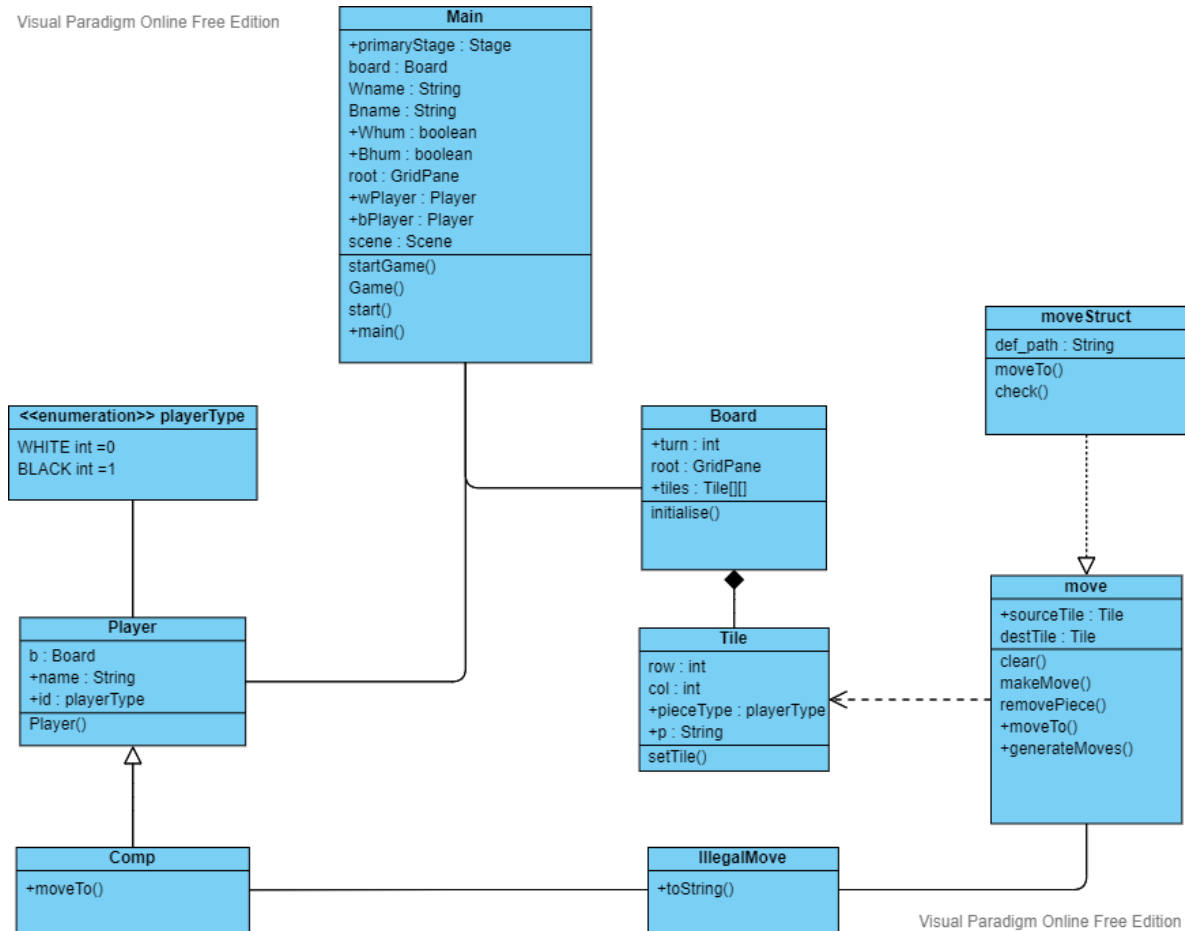 Visual Paradigm Online Free Edition
Main
+primaryStage : Stage
board : Board
Wname : String
Bname : String
+Whum : boolean
+Bhum : boolean
root : GridPane
+wPlayer : Player
+bPlayer : Player
scene : Scene
startGame()
Game()
start()
+main()
moveStruct
def_path : String
moveTo()
check()
<<enumeration>> playerType
WHITE int =0
BLACK int =1
Board
+turn : int
root : GridPane
+tiles : Tile[][]
initialise()
Player
b : Board
+name : String
+id : playerType
Player()
Tile
row : int
col : int
+pieceType : playerType
+p : String
setTile()
move
+sourceTile : Tile
destTile : Tile
clear()
makeMove()
removePiece()
+moveTo()
+generateMoves()
Comp
+moveTo()
IllegalMove
+toString()
Visual Paradigm Online Free Edition